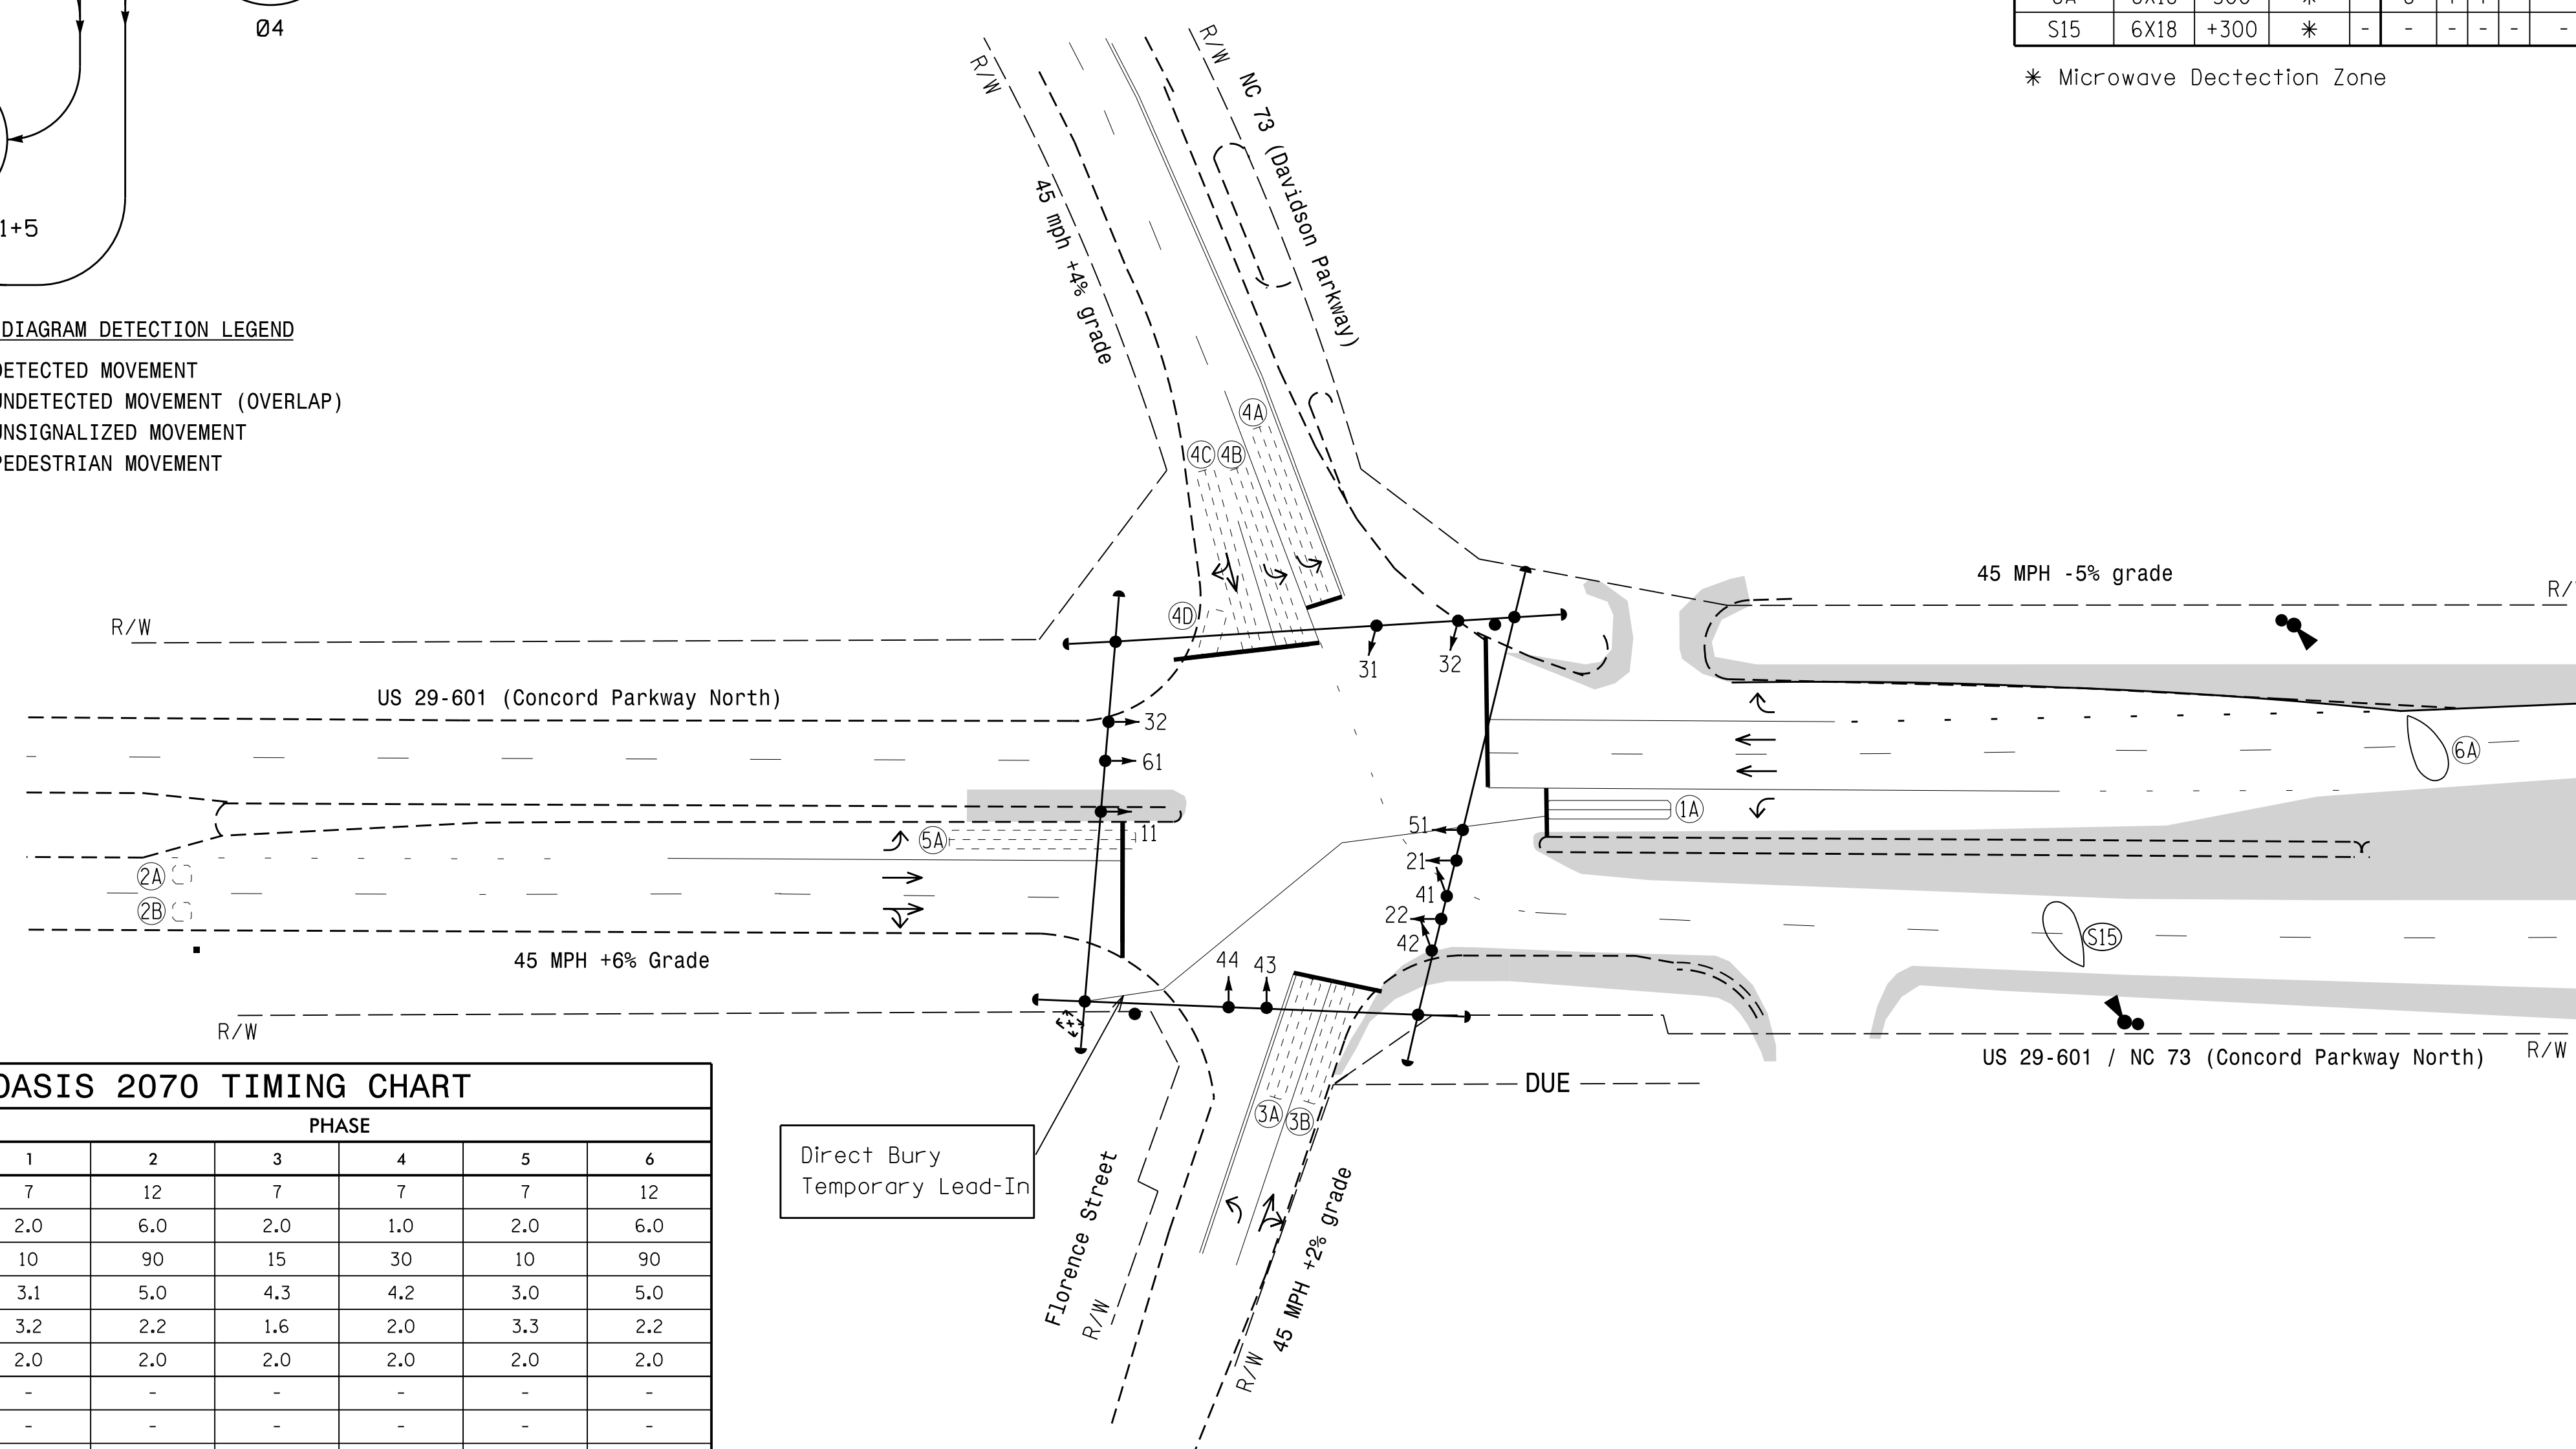 Ø4
S15 6X18 +300 * - - - - - -
* Microwave Dectection Zone
1+5
DIAGRAM DETECTION LEGEND
DETECTED MOVEMENT
UNDETECTED MOVEMENT (OVERLAP)
UNSIGNALIZED MOVEMENT
PEDESTRIAN MOVEMENT
R/W
R/W
NC 73 (Davidson Parkway)
45 mph +4% grade
4A
4C
4B
4D
45 MPH -5% grade
R/W
R/W
31
32
US 29-601 (Concord Parkway North)
32
61
11
5A
6A
1A
51
21
41
22
42
2A
2B
S15
45 MPH +6% Grade
44
43
R/W
US 29-601 / NC 73 (Concord Parkway North)
R/W
DUE
3A
3B
Direct Bury
Temporary Lead-In
Florence Street
R/W
45 MPH +2% grade
R/W
OASIS 2070 TIMING CHART
PHASE
1 2 3 4 5 6
7 12 7 7 7 12
2.0 6.0 2.0 1.0 2.0 6.0
10 90 15 30 10 90
3.1 5.0 4.3 4.2 3.0 5.0
3.2 2.2 1.6 2.0 3.3 2.2
2.0 2.0 2.0 2.0 2.0 2.0
- - - - - -
- - - - - -